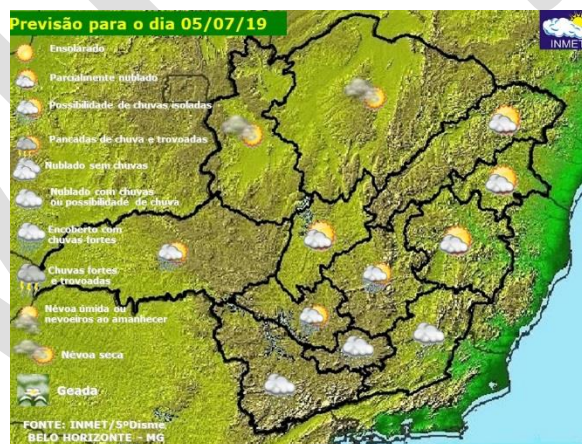 Previsão para o dia 05/07/19
INMET
Ensolarado
Parcialmente nublado
Possibilidade de chuvas isoladas
Pancadas de chuva e trovoadas
Nublado sem chuvas
Nublado com chuvas
ou possibilidade de chuva
Encoberto com
chuvas fortes
Chuvas fortes
e trovoadas
Névoa úmida ou
nevoeiros ao amanhecer
Névoa seca
Geada
FONTE: INMET/5ºDisme
BELO HORIZONTE - MG